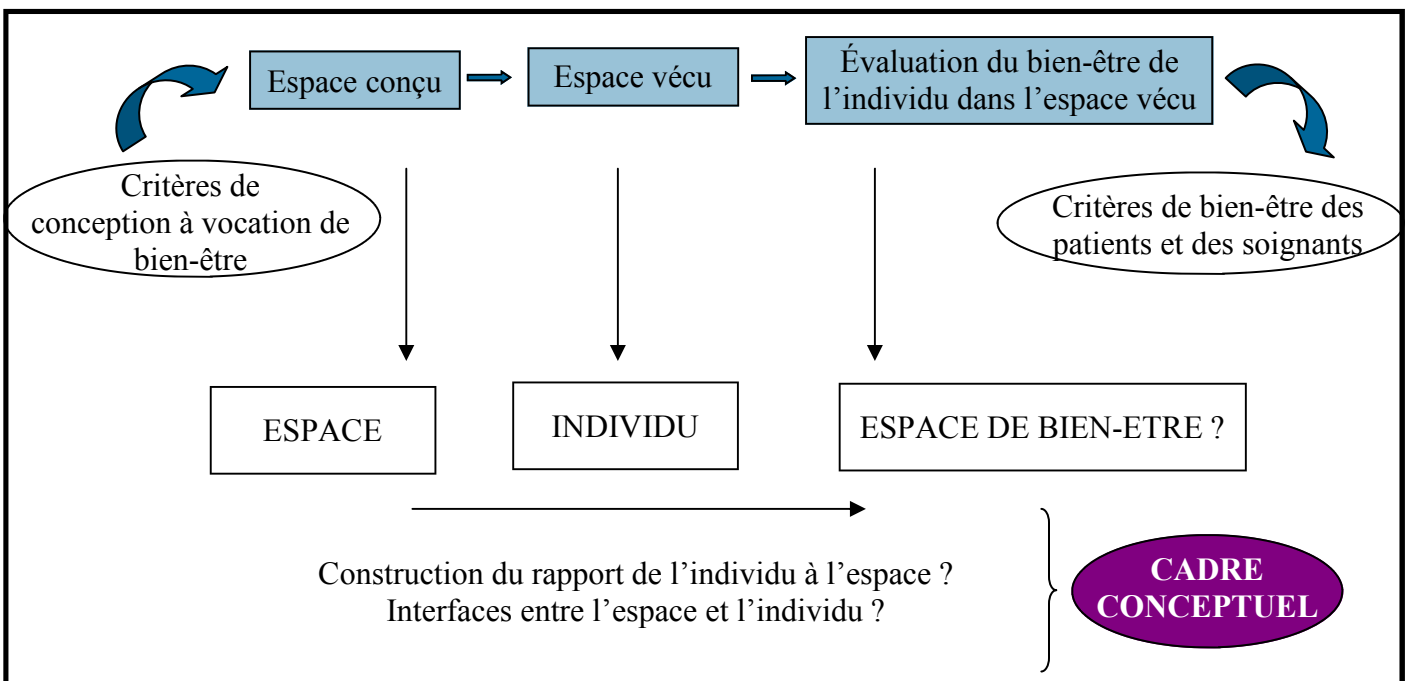 Espace conçu
Espace vécu
Évaluation du bien-être de
l’individu dans l’espace vécu
Critères de
conception à vocation de
bien-être
Critères de bien-être des
patients et des soignants
ESPACE
INDIVIDU
ESPACE DE BIEN-ETRE ?
Construction du rapport de l’individu à l’espace ?
Interfaces entre l’espace et l’individu ?
CADRE
CONCEPTUEL